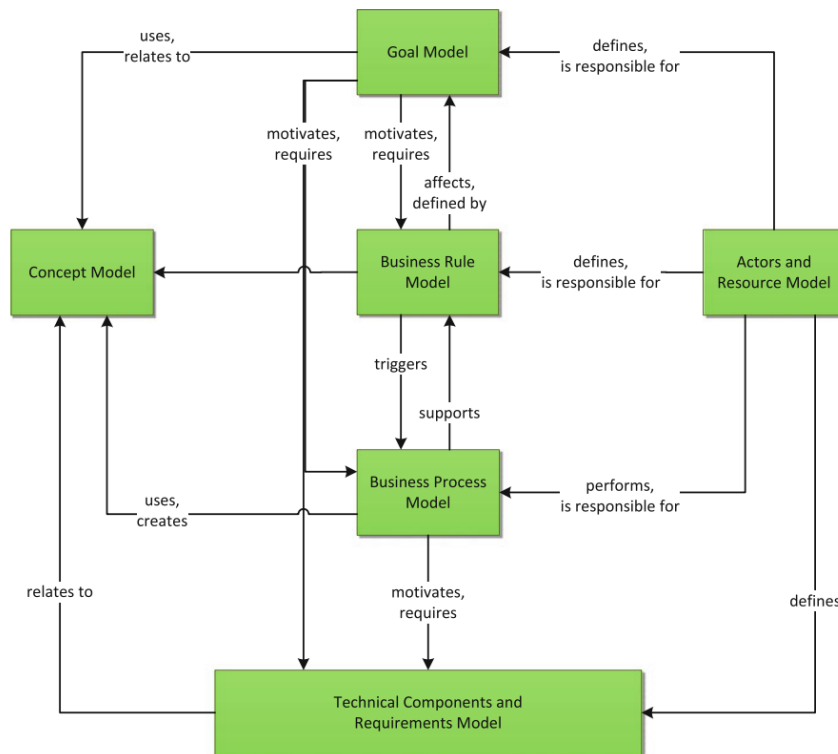 uses,
relates to
Goal Model
defines,
is responsible for
motivates,
requires
motivates,
requires
affects,
defined by
Concept Model
Business Rule
Model
defines,
is responsible for
Actors and
Resource Model
triggers
supports
uses,
creates
Business Process
Model
performs,
is responsible for
relates to
motivates,
requires
defines
Technical Components and
Requirements Model